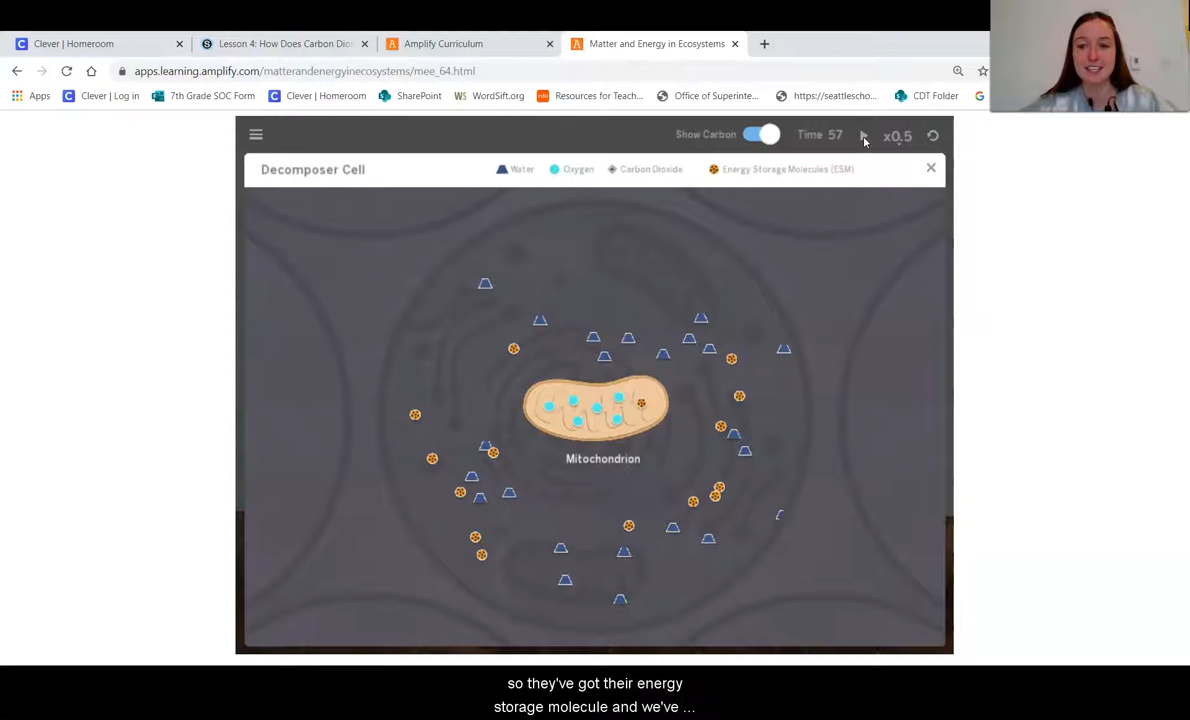 Clever | Homeroom
Lesson 4: How Does Carbon Diox
Amplify Curriculum
Matter and Energy in Ecosystems
apps.learning.amplify.com/matterandenergyinecosystems/mee_64.html
Apps
Clever | Log in
7th Grade SOC Form
Clever | Homeroom
SharePoint
WS WordSift.org
Resources for Teach...
Office of Superinte...
https://seattlescho...
CDT Folder
Show Carbon
Time 57
x0.5
Decomposer Cell
Water
Oxygen
Carbon Dioxide
Energy Storage Molecules (ESM)
Mitochondrion
so they've got their energy
storage molecule and we've ...